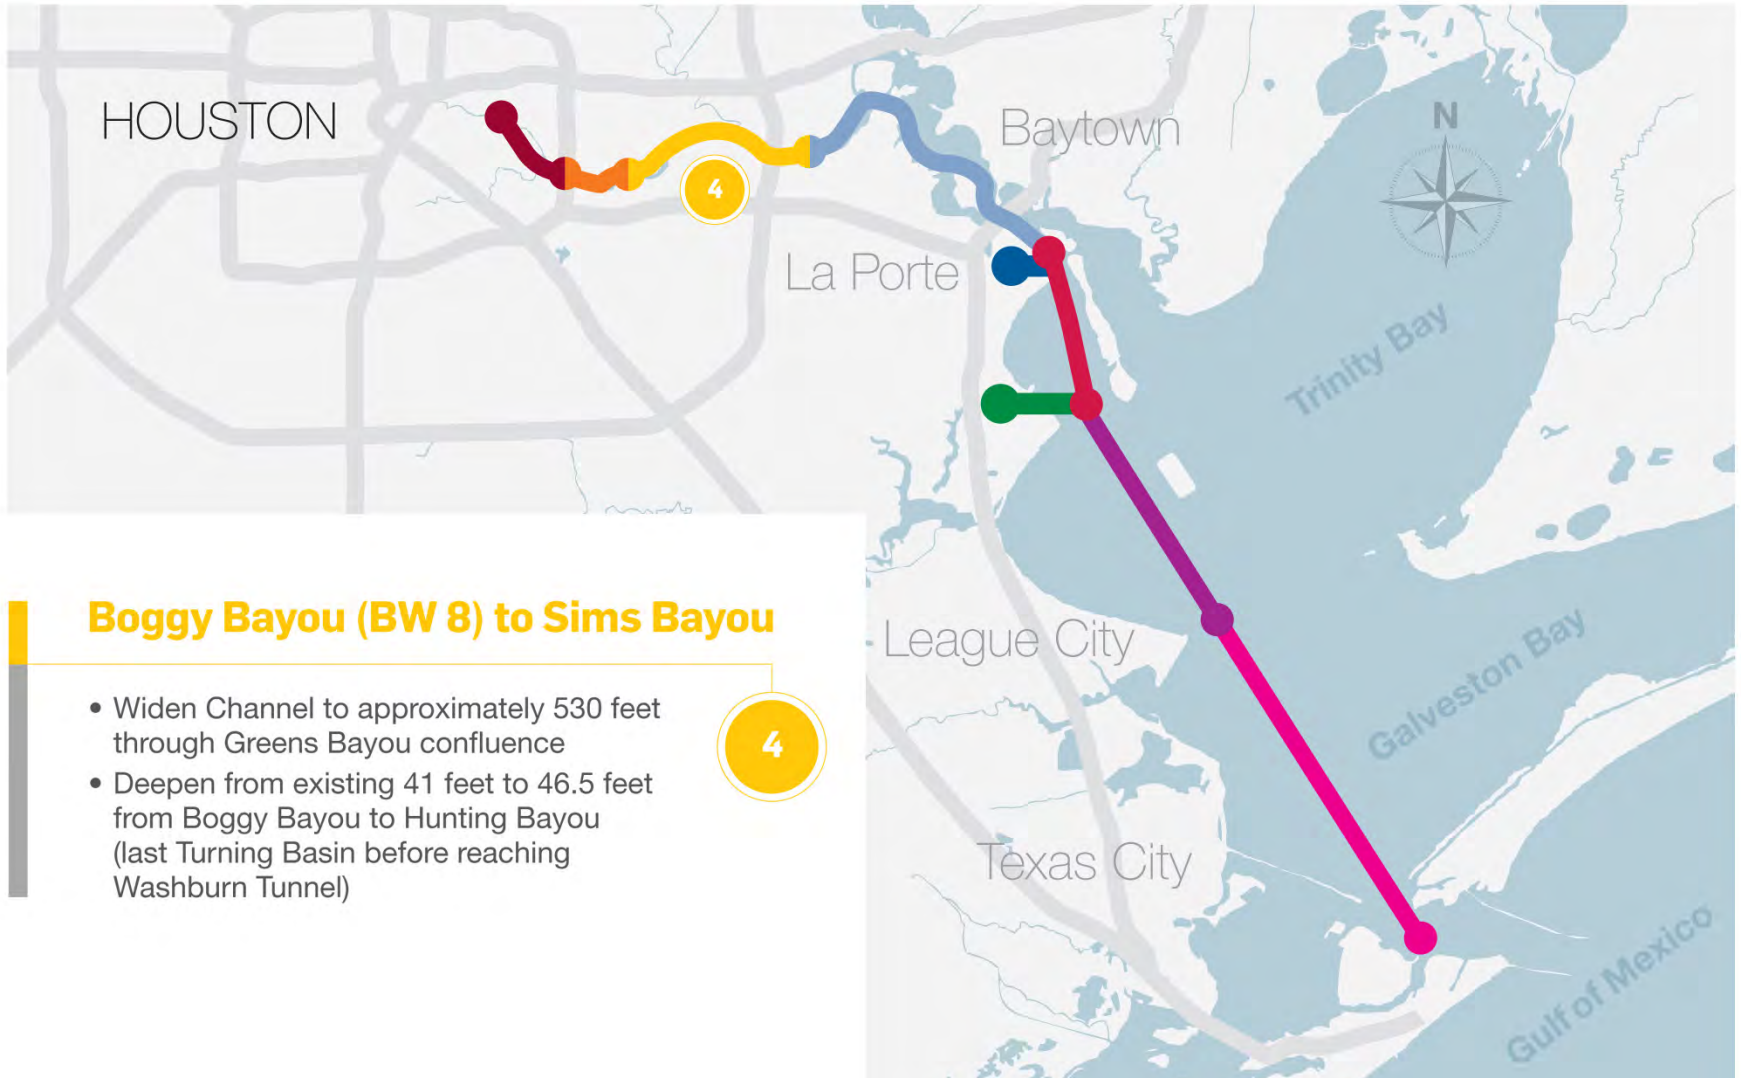 HOUSTON
Baytown
N
4
La Porte
Trinity Bay
Boggy Bayou (BW 8) to Sims Bayou
League City
Galveston Bay
• Widen Channel to approximately 530 feet
through Greens Bayou confluence
4
• Deepen from existing 41 feet to 46.5 feet
from Boggy Bayou to Hunting Bayou
(last Turning Basin before reaching
Washburn Tunnel)
Texas City
Gulf of Mexico